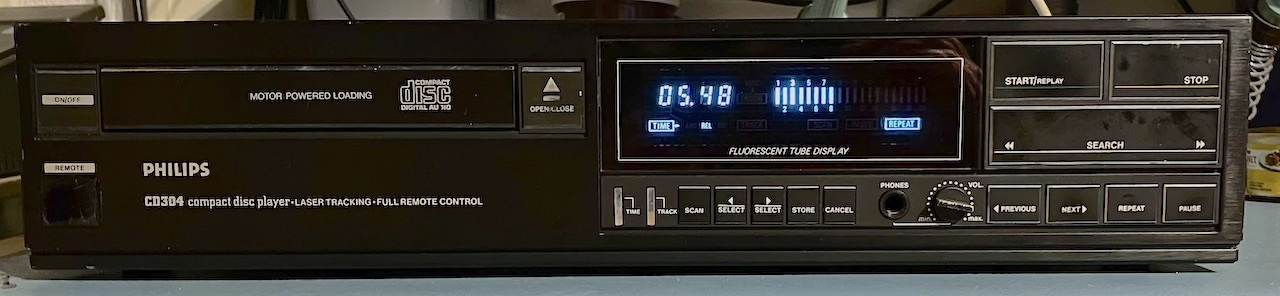 ON/OFF
MOTOR POWERED LOADING
COMPACT
disc
DIGITAL AUDIO
OPEN•CLOSE
REMOTE
PHILIPS
CD304 compact disc player•LASER TRACKING•FULL REMOTE CONTROL
05.48
1 3 5 7
2 4 6 8
TIME
REL
REPEAT
FLUORESCENT TUBE DISPLAY
START/REPLAY
STOP
SEARCH
TIME
TRACK
SCAN
SELECT
SELECT
STORE
CANCEL
PHONES
VOL
min.
max.
PREVIOUS
NEXT
REPEAT
PAUSE